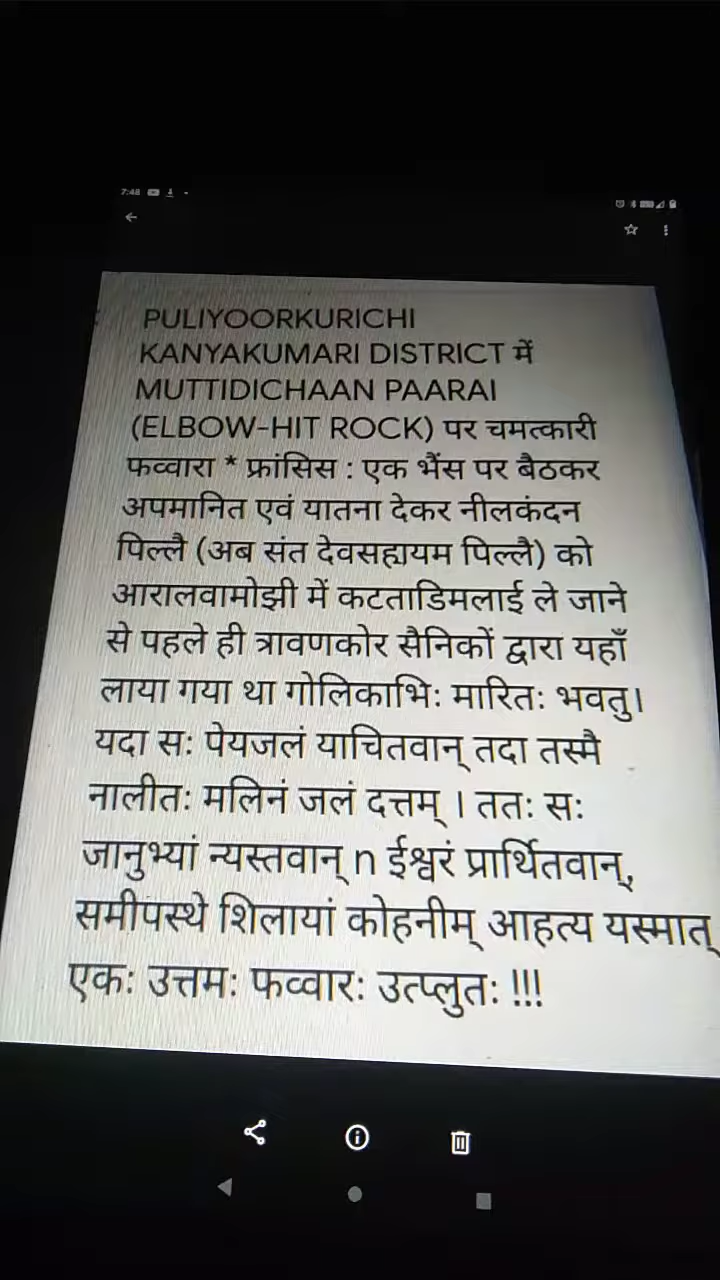 7:48
PULIYOORKURICHI
KANYAKUMARI DISTRICT में
MUTTIDICHAAN PAARAI
(ELBOW-HIT ROCK) पर चमत्कारी
फव्वारा * फ्रांसिस : एक भैंस पर बैठकर
अपमानित एवं यातना देकर नीलकंदन
पिल्लै (अब संत देवसहायम पिल्लै) को
आरालवामोझी में कटताडिमलाई ले जाने
से पहले ही त्रावणकोर सैनिकों द्वारा यहाँ
लाया गया था गोलिकाभिः मारितः भवतु।
यदा सः पेयजलं याचितवान् तदा तस्मै
नालीतः मलिनं जलं दत्तम् । ततः सः
जानुभ्यां न्यस्तवान् n ईश्वरं प्रार्थितवान्,
समीपस्थे शिलायां कोहनीम् आहत्य यस्मात्
एकः उत्तमः फव्वारः उत्प्लुतः !!!